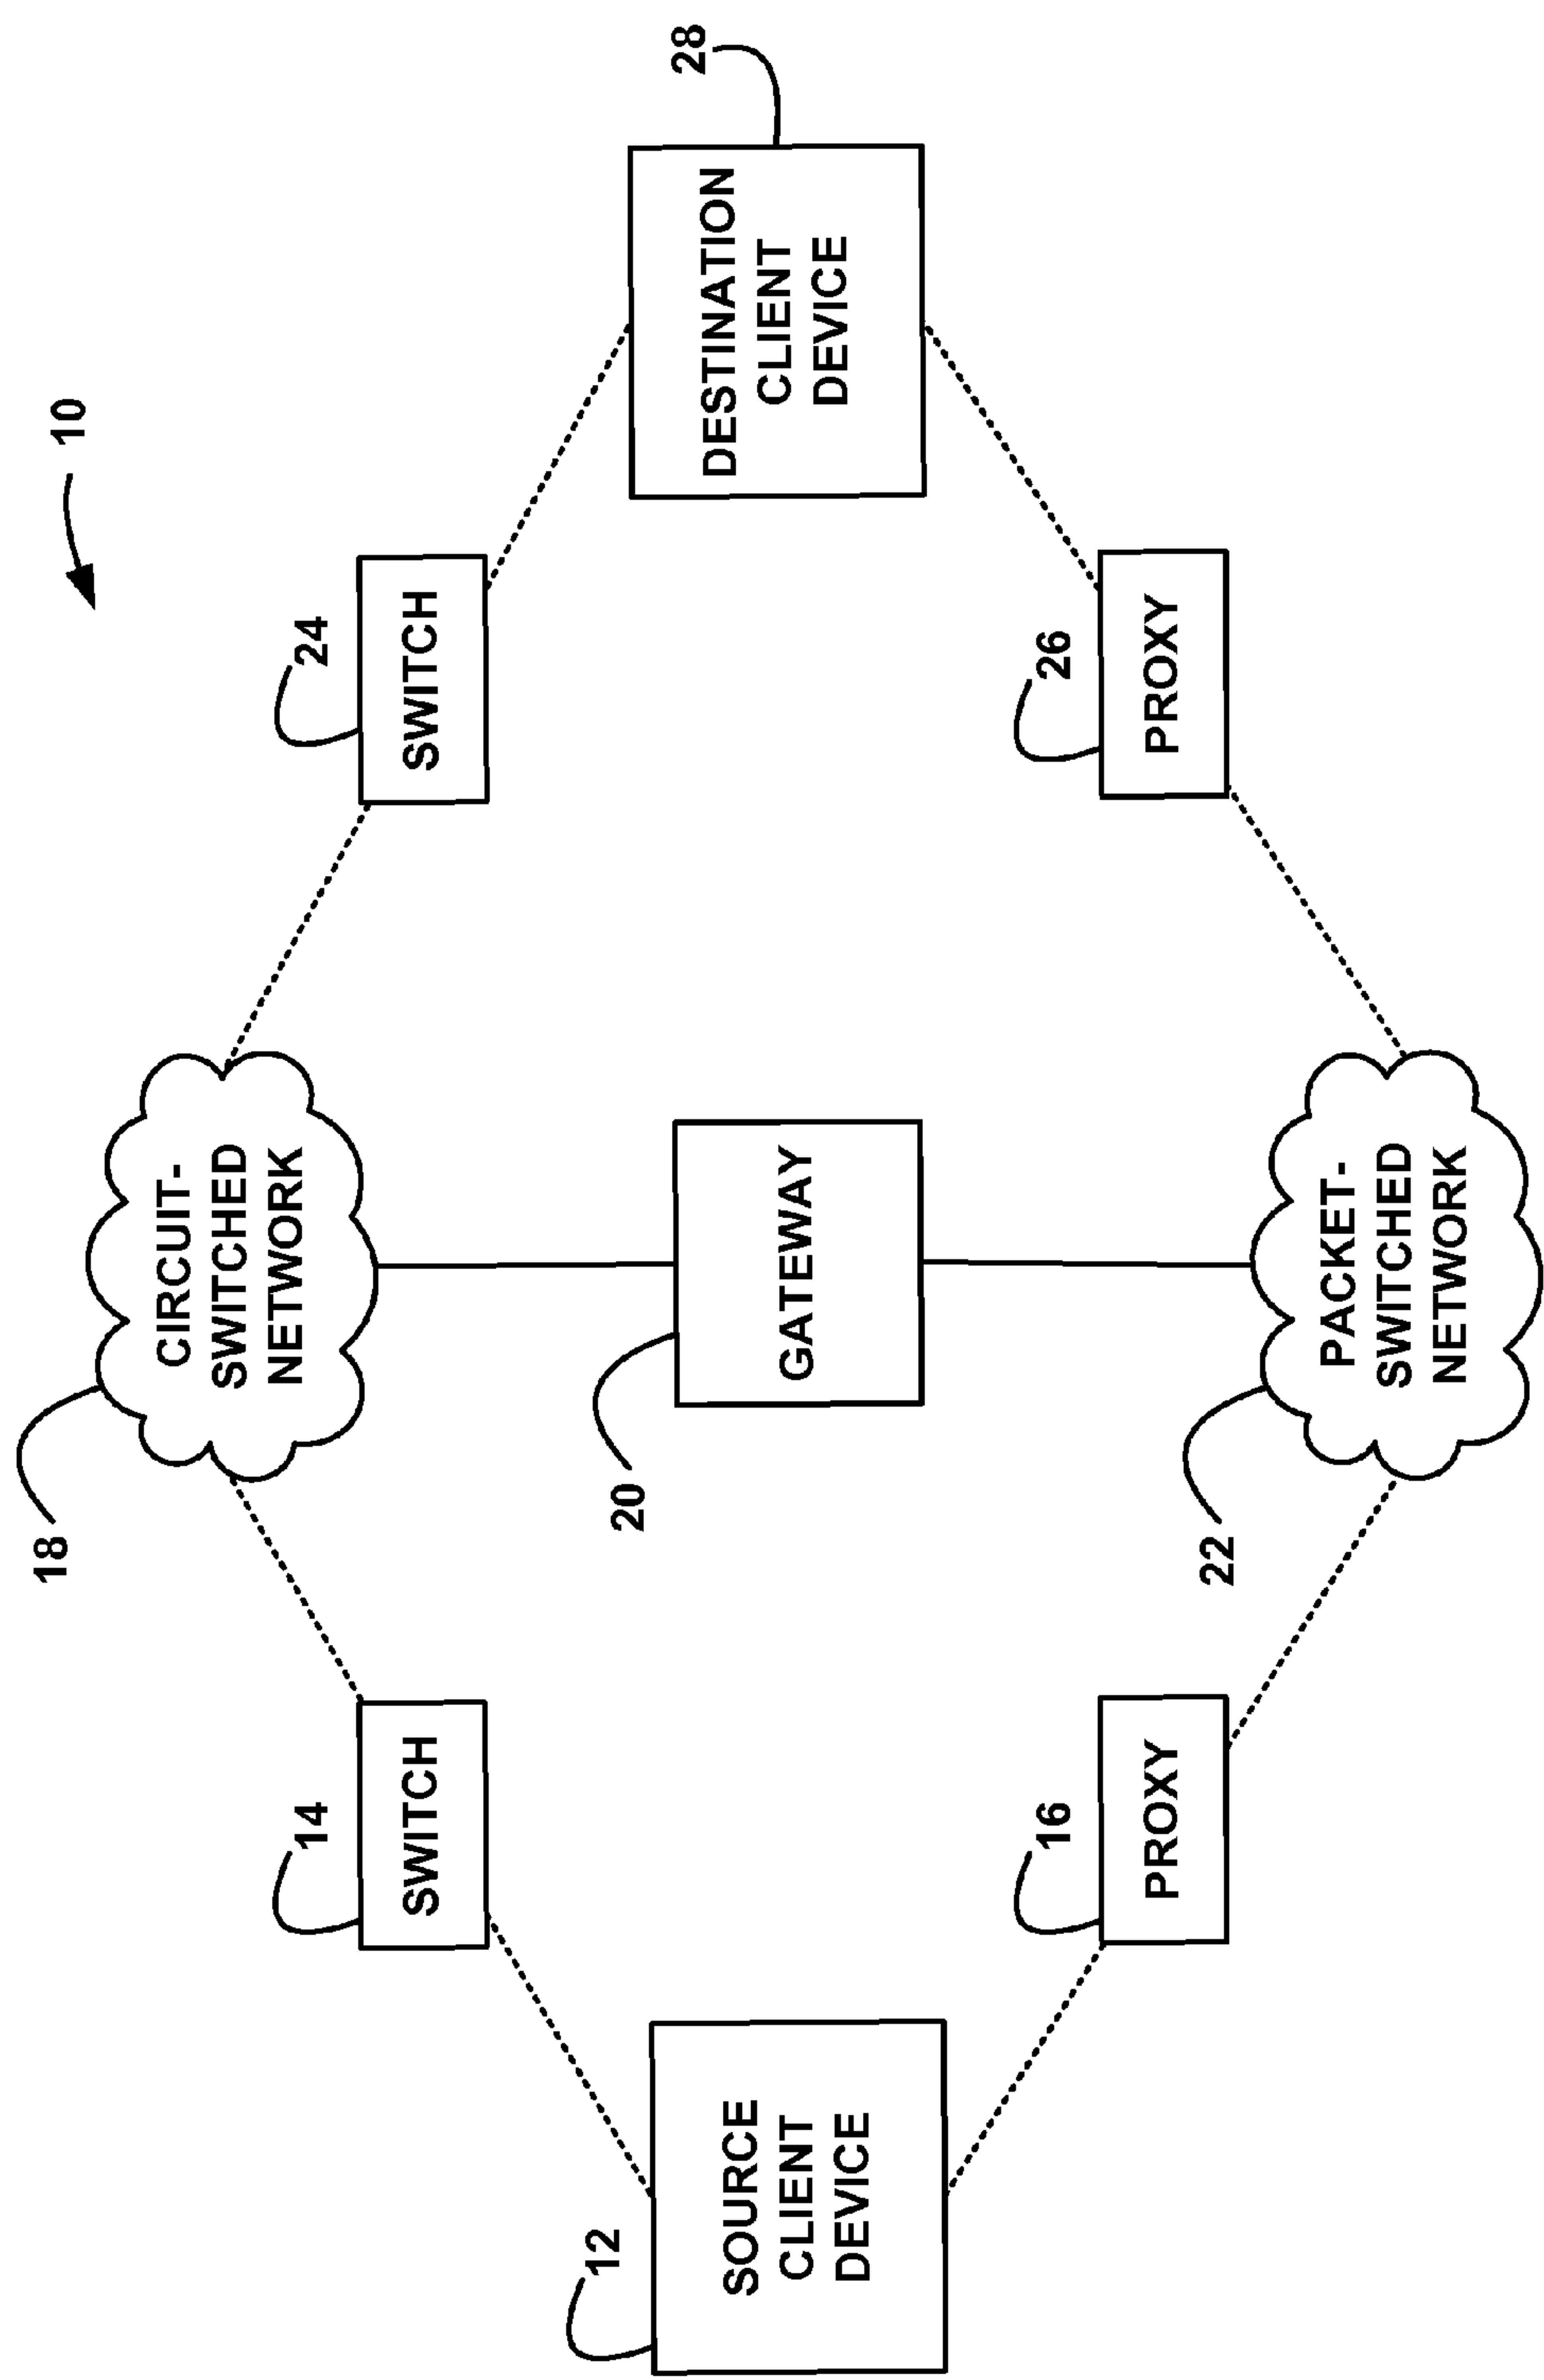 10
18
CIRCUIT-
SWITCHED
NETWORK
14
SWITCH
24
SWITCH
12
SOURCE
CLIENT
DEVICE
20
GATEWAY
28
DESTINATION
CLIENT
DEVICE
16
PROXY
26
PROXY
22
PACKET-
SWITCHED
NETWORK